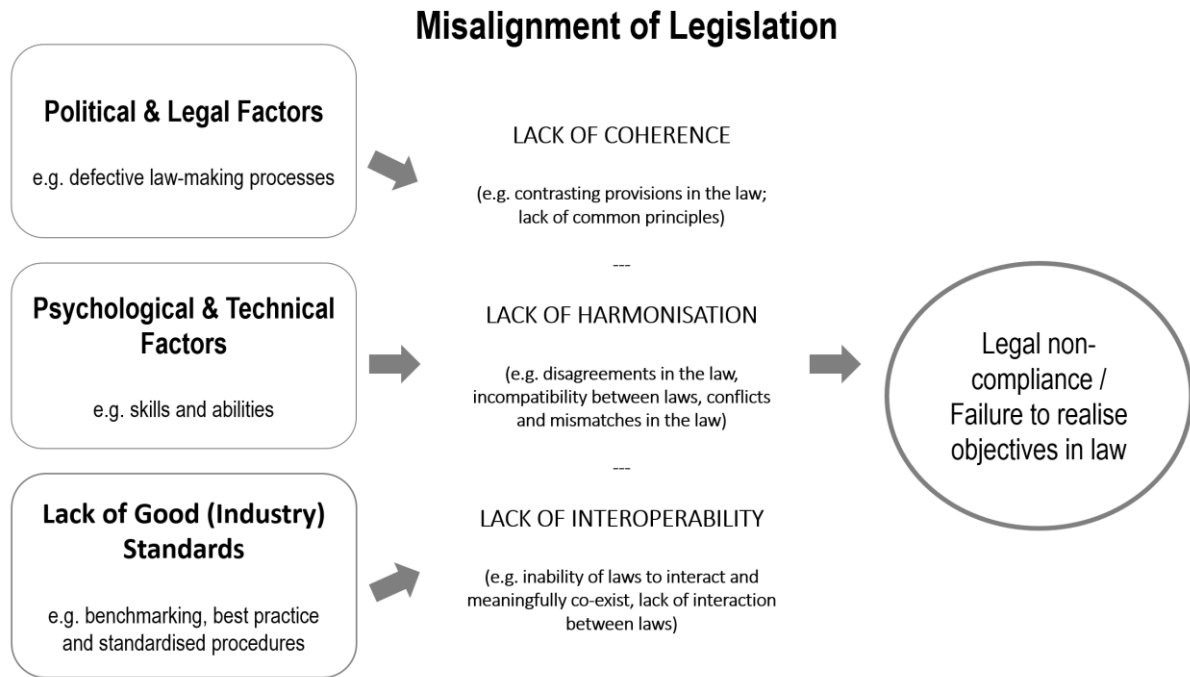 Misalignment of Legislation
Political & Legal Factors
e.g. defective law-making processes
Psychological & Technical
Factors
e.g. skills and abilities
Lack of Good (Industry)
Standards
e.g. benchmarking, best practice
and standardised procedures
LACK OF COHERENCE
(e.g. contrasting provisions in the law;
lack of common principles)
---
LACK OF HARMONISATION
(e.g. disagreements in the law,
incompatibility between laws, conflicts
and mismatches in the law)
---
LACK OF INTEROPERABILITY
(e.g. inability of laws to interact and
meaningfully co-exist, lack of interaction
between laws)
Legal non-
compliance /
Failure to realise
objectives in law